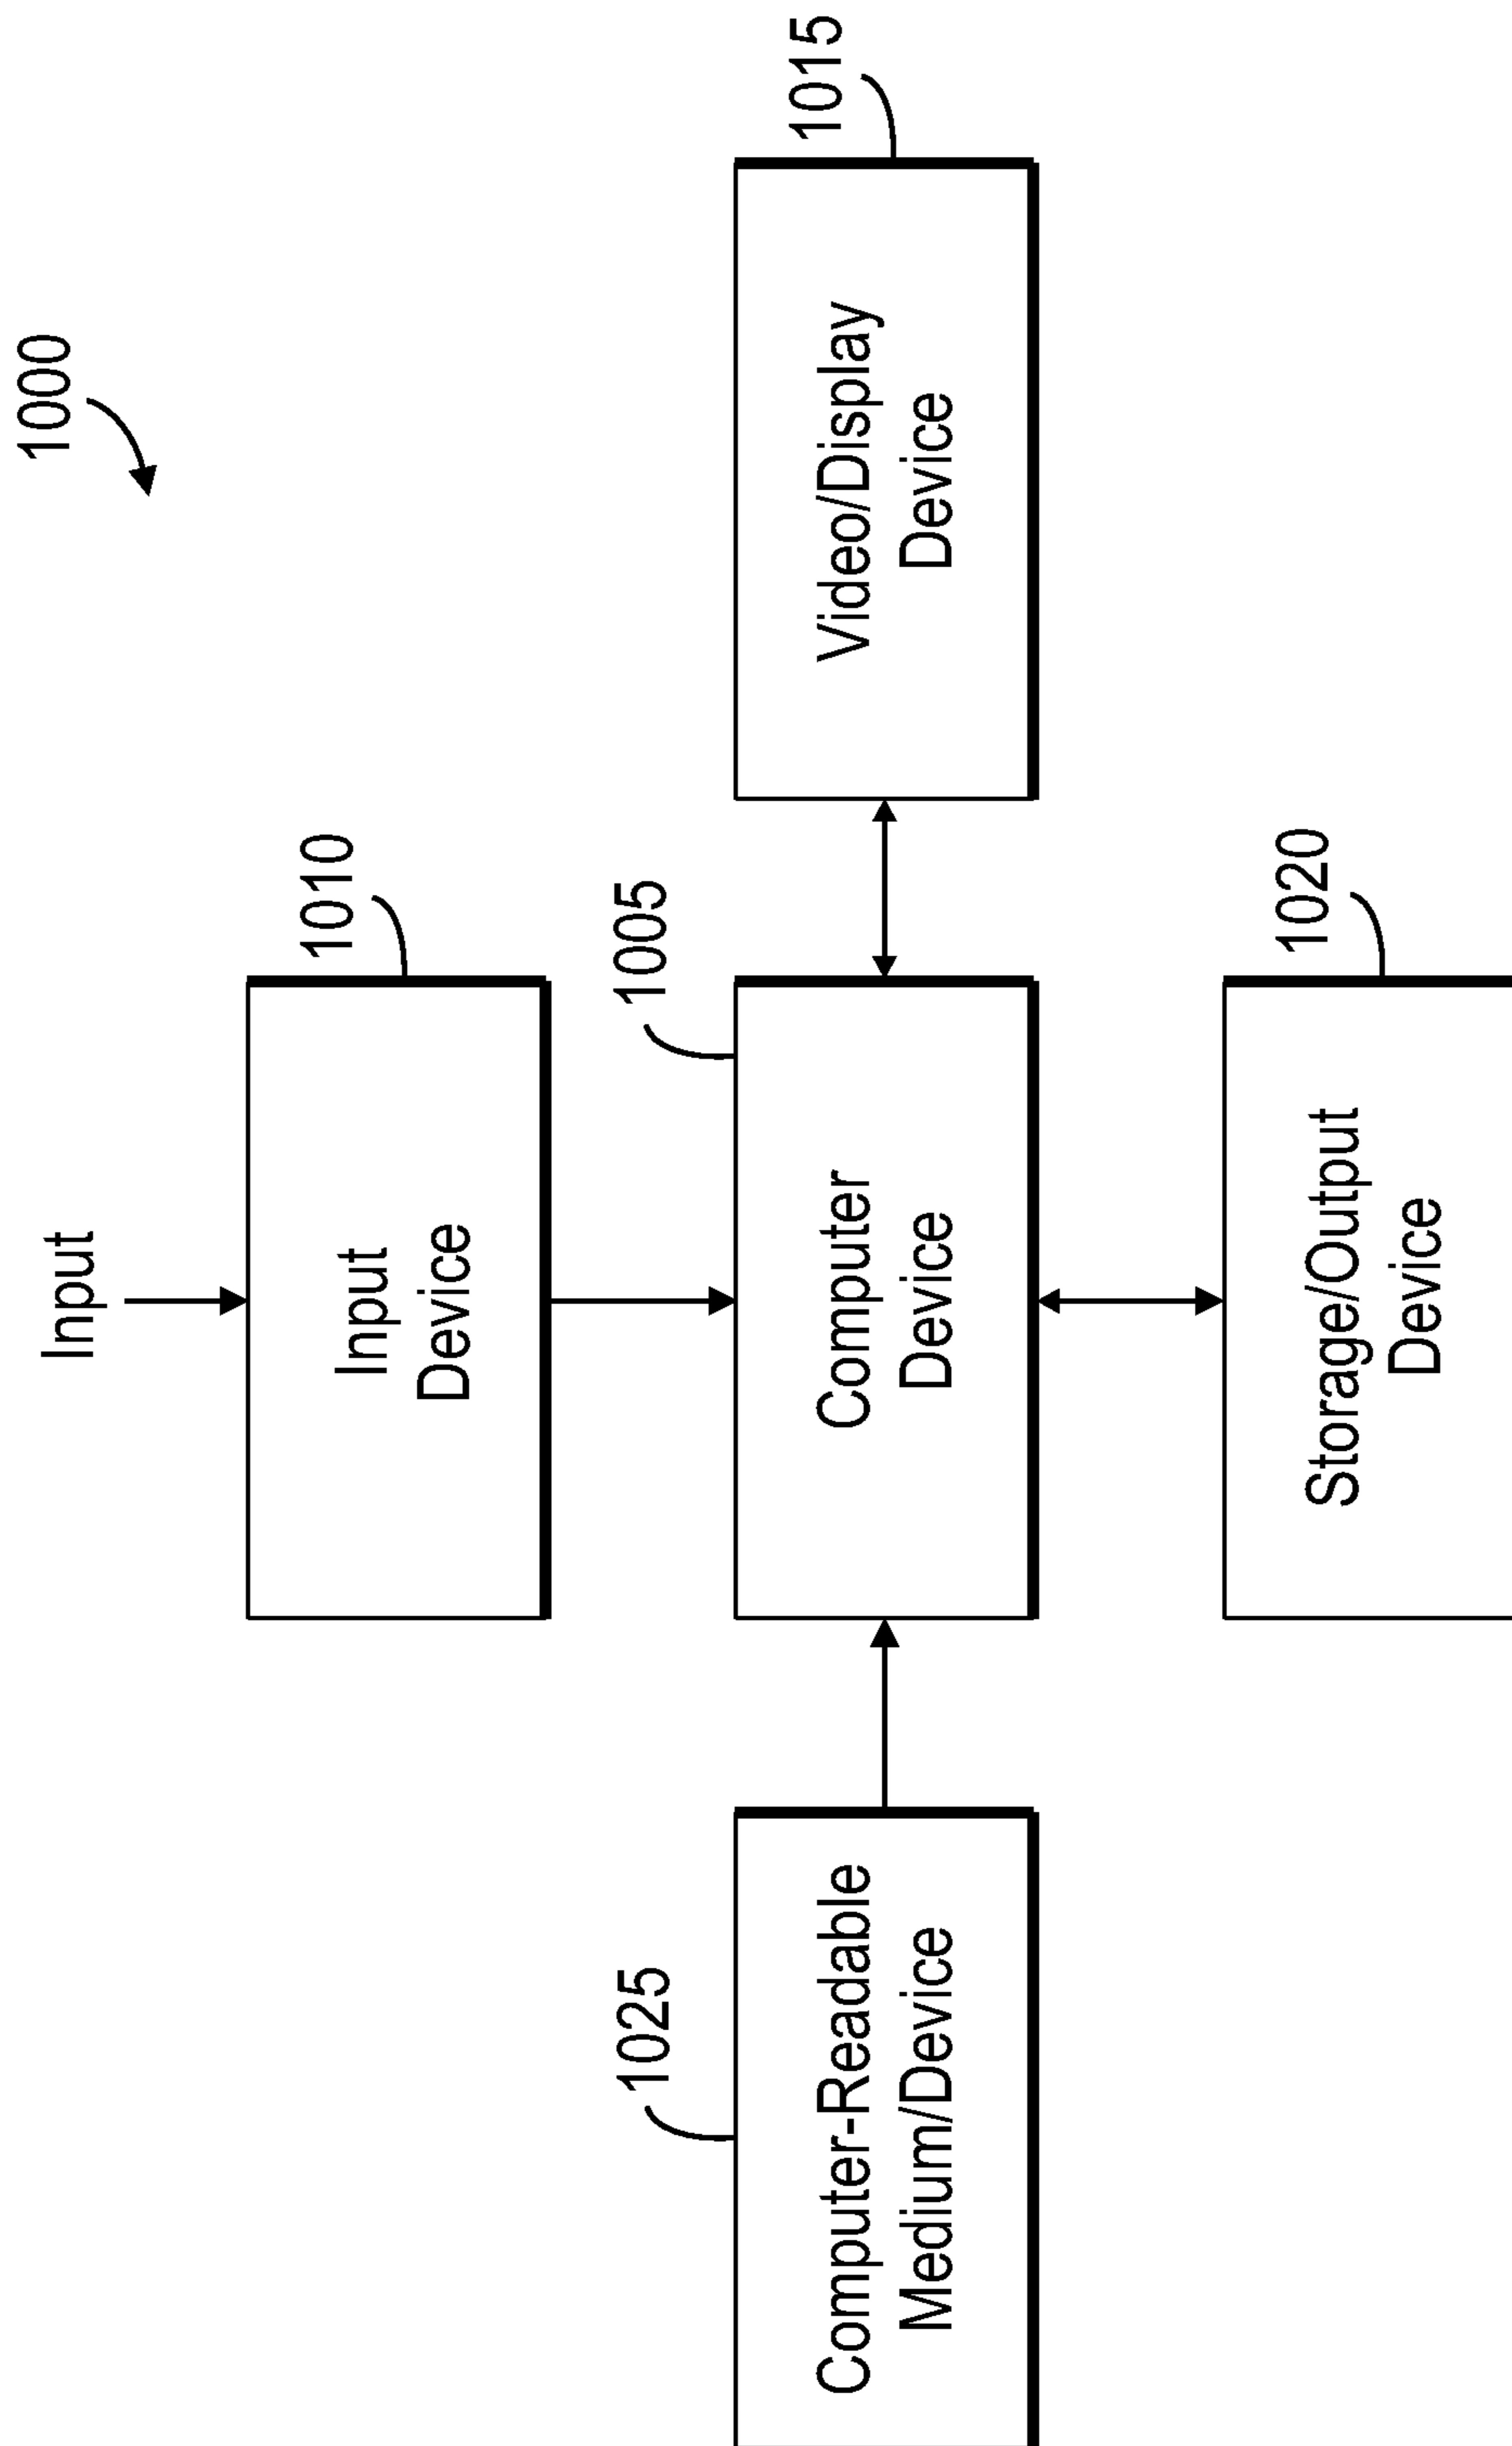 1000
Input
1010
Input
Device
1005
1025
1015
Computer-Readable
Medium/Device
Computer
Device
Video/Display
Device
1020
Storage/Output
Device